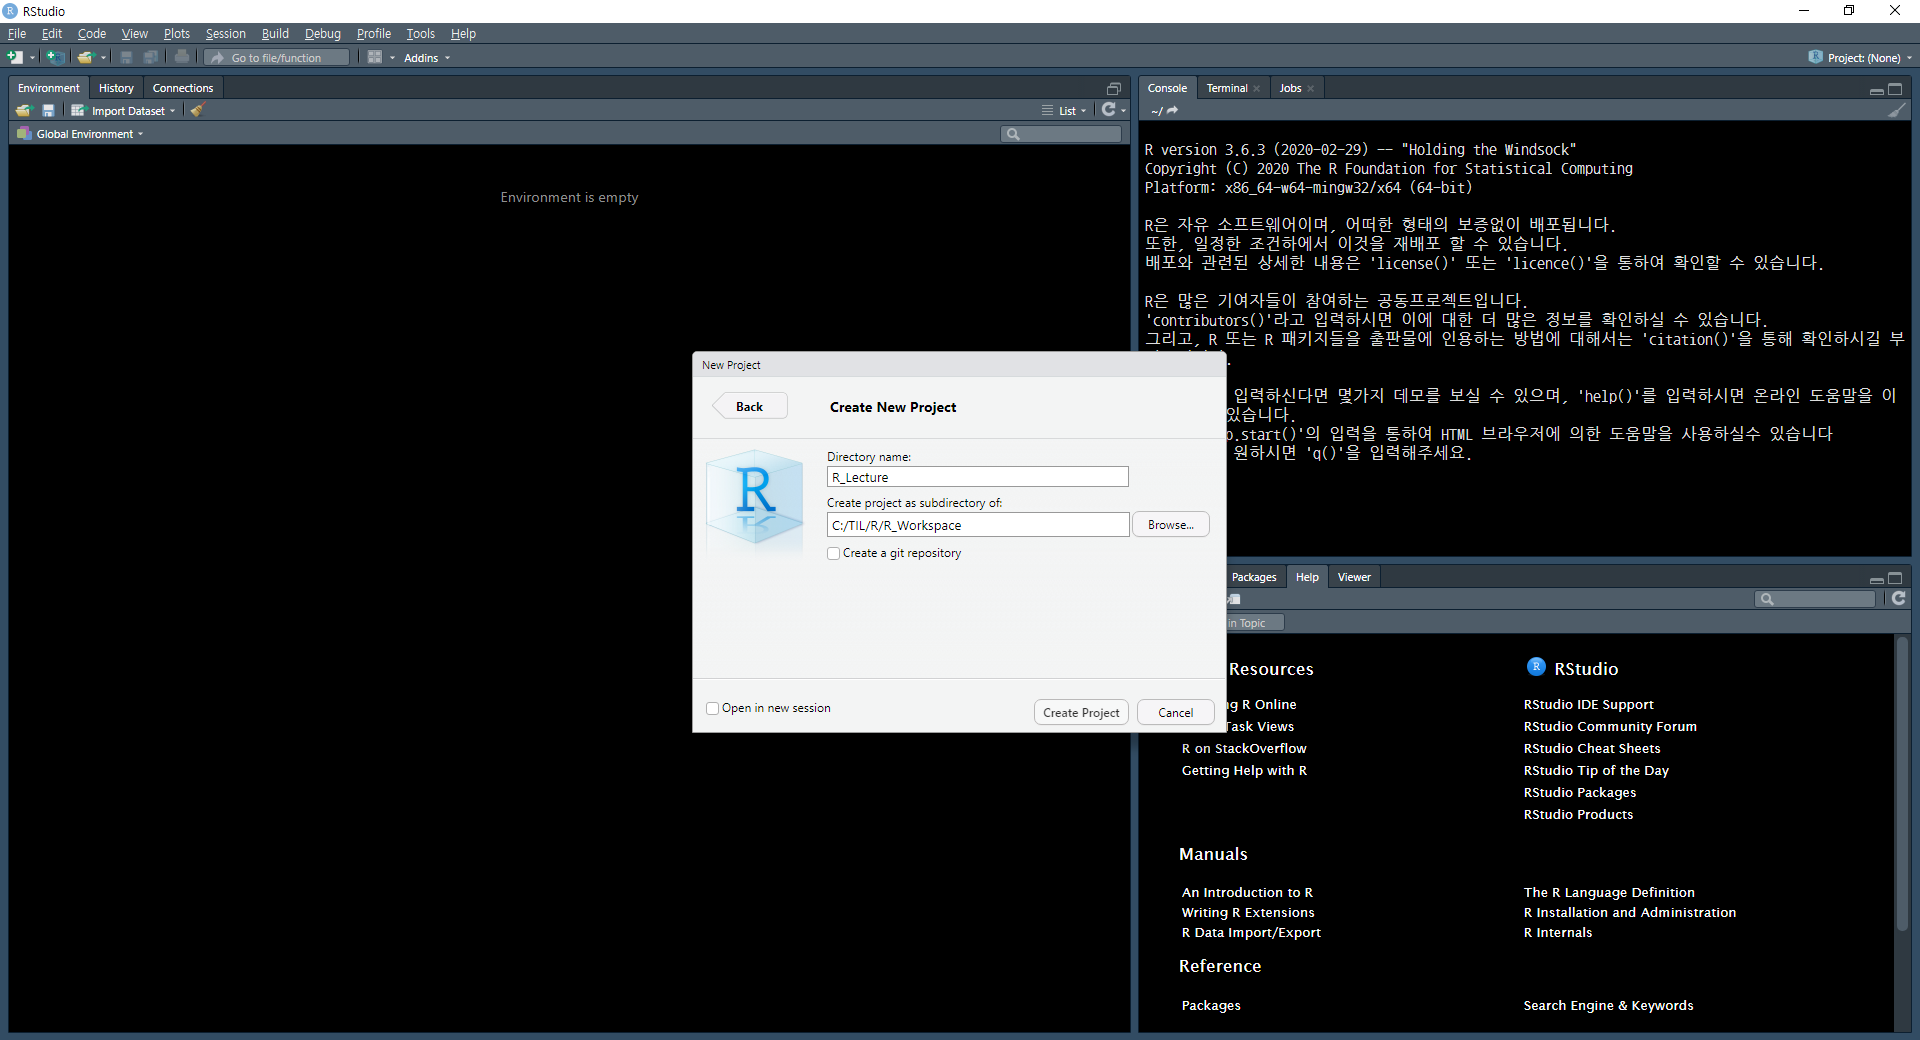 RStudio
File Edit Code View Plots Session Build Debug Profile Tools Help
Go to file/function Addins Project: (None)
Environment History Connections
Import Dataset List
Global Environment
Environment is empty
Console Terminal Jobs
~/
R version 3.6.3 (2020-02-29) -- "Holding the Windsock"
Copyright (C) 2020 The R Foundation for Statistical Computing
Platform: x86_64-w64-mingw32/x64 (64-bit)
R은 자유 소프트웨어이며, 어떠한 형태의 보증없이 배포됩니다.
또한, 일정한 조건하에서 이것을 재배포 할 수 있습니다.
배포와 관련된 상세한 내용은 'license()' 또는 'licence()'을 통하여 확인할 수 있습니다.
R은 많은 기여자들이 참여하는 공동프로젝트입니다.
'contributors()'라고 입력하시면 이에 대한 더 많은 정보를 확인하실 수 있습니다.
그리고, R 또는 R 패키지들을 출판물에 인용하는 방법에 대해서는 'citation()'을 통해 확인하시길 부
입력하신다면 몇가지 데모를 보실 수 있으며, 'help()'를 입력하시면 온라인 도움말을 이
있습니다.
.start()'의 입력을 통하여 HTML 브라우저에 의한 도움말을 사용하실수 있습니다
원하시면 'q()'을 입력해주세요.
New Project
Back
Create New Project
R
Directory name:
R_Lecture
Create project as subdirectory of:
C:/TIL/R/R_Workspace
Browse...
Create a git repository
Open in new session
Create Project
Cancel
Packages Help Viewer
in Topic
Resources
g R Online
Task Views
R on StackOverflow
Getting Help with R
RStudio
RStudio IDE Support
RStudio Community Forum
RStudio Cheat Sheets
RStudio Tip of the Day
RStudio Packages
RStudio Products
Manuals
An Introduction to R
Writing R Extensions
R Data Import/Export
The R Language Definition
R Installation and Administration
R Internals
Reference
Packages
Search Engine & Keywords